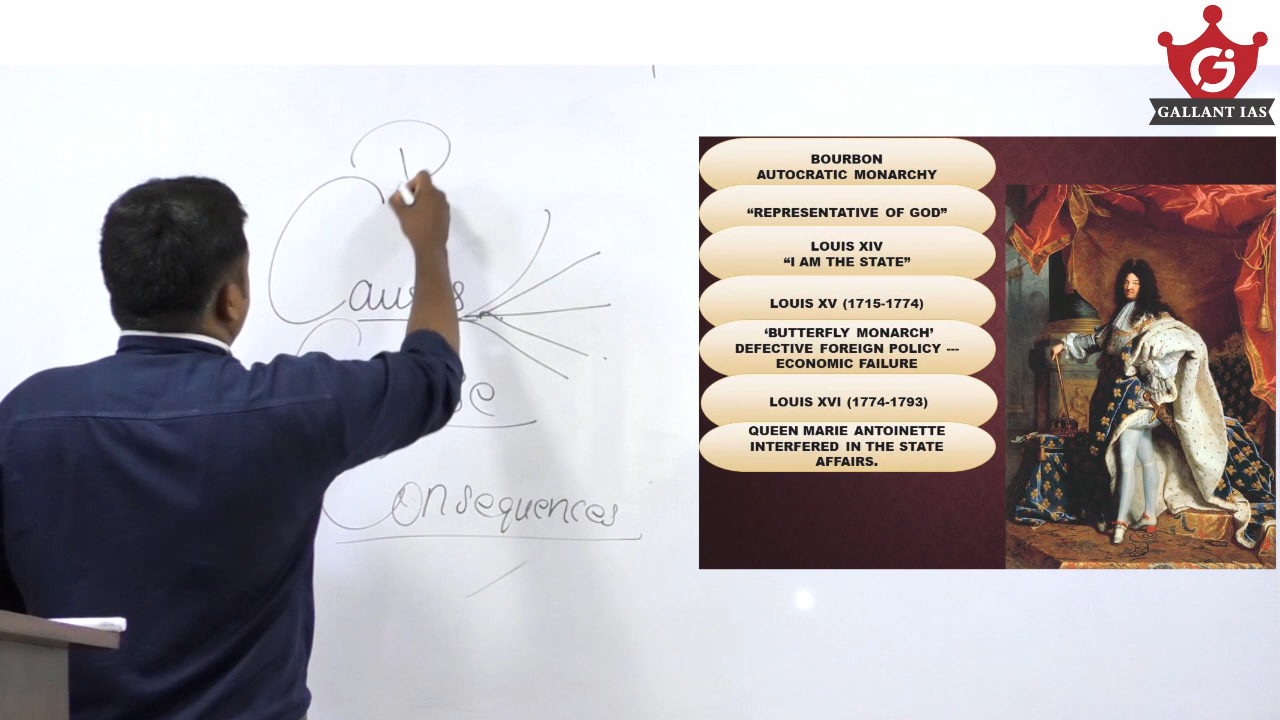 GALLANT IAS
Causes
Consequences
BOURBON
AUTOCRATIC MONARCHY
“REPRESENTATIVE OF GOD”
LOUIS XIV
“I AM THE STATE”
LOUIS XV (1715-1774)
‘BUTTERFLY MONARCH’
DEFECTIVE FOREIGN POLICY ---
ECONOMIC FAILURE
LOUIS XVI (1774-1793)
QUEEN MARIE ANTOINETTE
INTERFERED IN THE STATE
AFFAIRS.